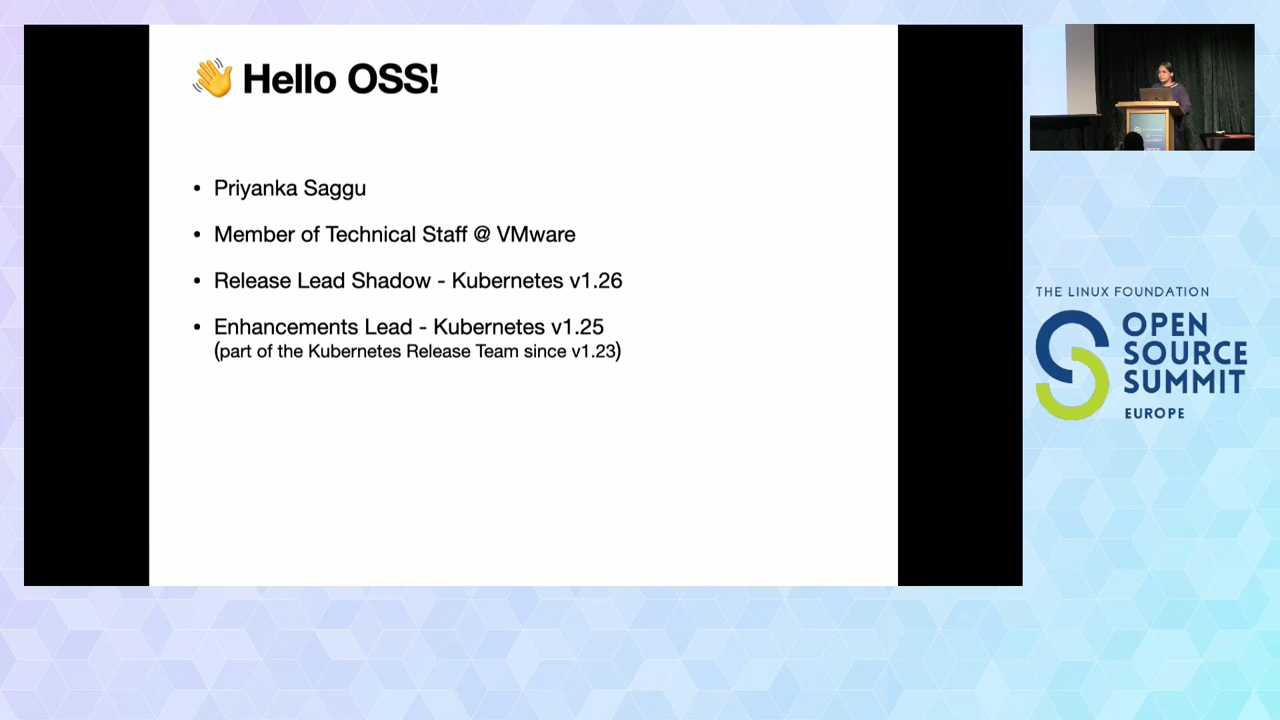 👋 Hello OSS!
• Priyanka Saggu
• Member of Technical Staff @ VMware
• Release Lead Shadow - Kubernetes v1.26
• Enhancements Lead - Kubernetes v1.25
(part of the Kubernetes Release Team since v1.23)
THE LINUX FOUNDATION
OPEN
SOURCE
SUMMIT
EUROPE